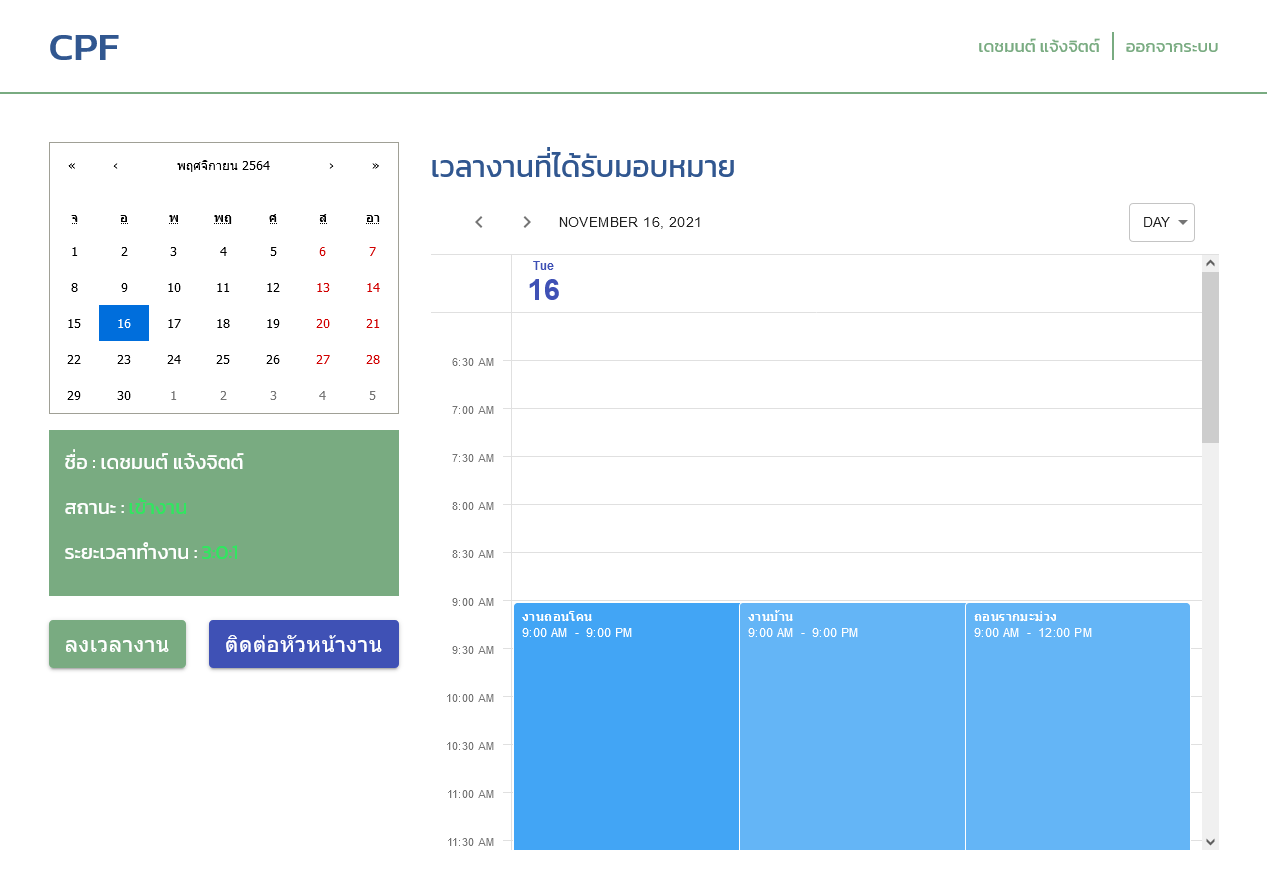 CPF
เดชมนต์ แจ้งจิตต์ ออกจากระบบ
« ‹ พฤศจิกายน 2564 › »
จ อ พ พฤ ศ ส อา
1 2 3 4 5 6 7
8 9 10 11 12 13 14
15 16 17 18 19 20 21
22 23 24 25 26 27 28
29 30 1 2 3 4 5
ชื่อ : เดชมนต์ แจ้งจิตต์
สถานะ : เข้างาน
ระยะเวลาทำงาน : 3:0:1
ลงเวลางาน ติดต่อหัวหน้างาน
เวลางานที่ได้รับมอบหมาย
NOVEMBER 16, 2021 DAY
Tue
16
6:30 AM
7:00 AM
7:30 AM
8:00 AM
8:30 AM
9:00 AM
9:30 AM
10:00 AM
10:30 AM
11:00 AM
11:30 AM
งานถอนโคน
9:00 AM - 9:00 PM
งานบ้าน
9:00 AM - 9:00 PM
ถอนรากมะม่วง
9:00 AM - 12:00 PM